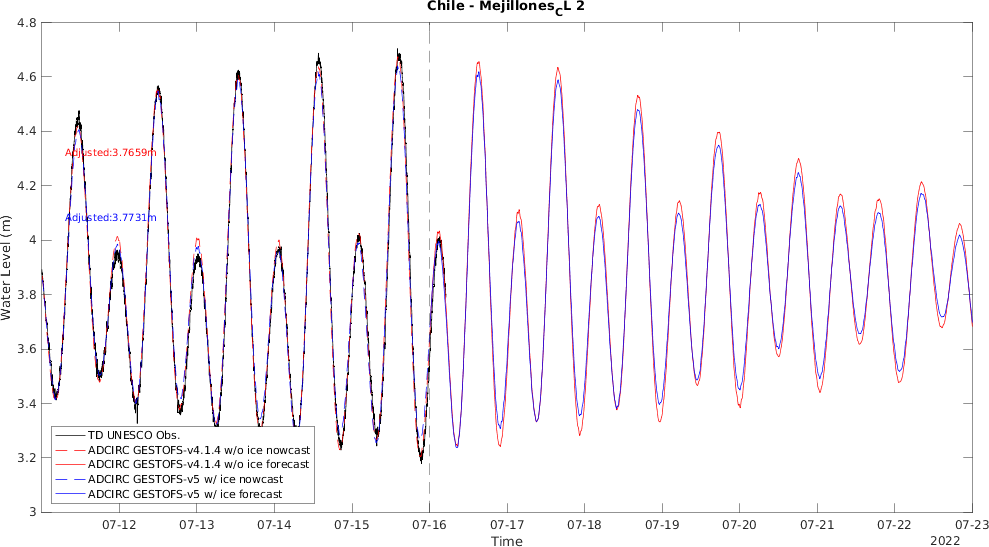 Chile - Mejillones_CL 2
4.8
4.6
4.4
4.2
4
3.8
3.6
3.4
3.2
3
Water Level (m)
Adjusted:3.7659m
Adjusted:3.7731m
TD UNESCO Obs.
ADCIRC GESTOFS-v4.1.4 w/o ice nowcast
ADCIRC GESTOFS-v4.1.4 w/o ice forecast
ADCIRC GESTOFS-v5 w/ ice nowcast
ADCIRC GESTOFS-v5 w/ ice forecast
07-12 07-13 07-14 07-15 07-16 07-17 07-18 07-19 07-20 07-21 07-22 07-23
Time
2022